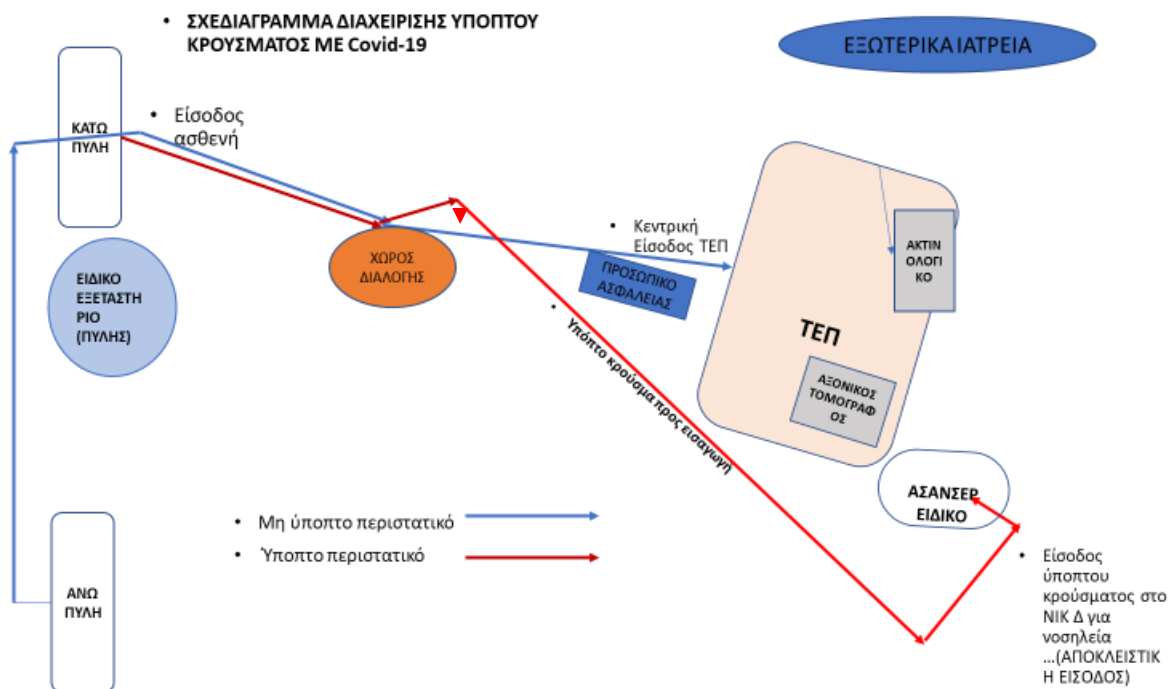 • ΣΧΕΔΙΑΓΡΑΜΜΑ ΔΙΑΧΕΙΡΙΣΗΣ ΥΠΟΠΤΟΥ
ΚΡΟΥΣΜΑΤΟΣ ΜΕ Covid-19
ΕΞΩΤΕΡΙΚΑ ΙΑΤΡΕΙΑ
ΚΑΤΩ
ΠΥΛΗ
• Είσοδος
ασθενή
ΕΙΔΙΚΟ
ΕΞΕΤΑΣΤΗ
ΡΙΟ
(ΠΥΛΗΣ)
ΧΩΡΟΣ
ΔΙΑΛΟΓΗΣ
• Κεντρική
Είσοδος ΤΕΠ
ΠΡΟΣΩΠΙΚΟ
ΑΣΦΑΛΕΙΑΣ
ΑΚΤΙΝ
ΟΛΟΓΙ
ΚΟ
ΤΕΠ
ΑΞΟΝΙΚΟΣ
ΤΟΜΟΓΡΑΦ
ΟΣ
• Υπόπτο κρούσμα προς εισαγωγή
ΑΣΑΝΣΕΡ
ΕΙΔΙΚΟ
• Μη ύποπτο περιστατικό
• Ύποπτο περιστατικό
ΑΝΩ
ΠΥΛΗ
• Είσοδος
ύποπτου
κρούσματος στο
ΝΙΚ Δ για
νοσηλεία
...(ΑΠΟΚΛΕΙΣΤΙΚ
Η ΕΙΣΟΔΟΣ)